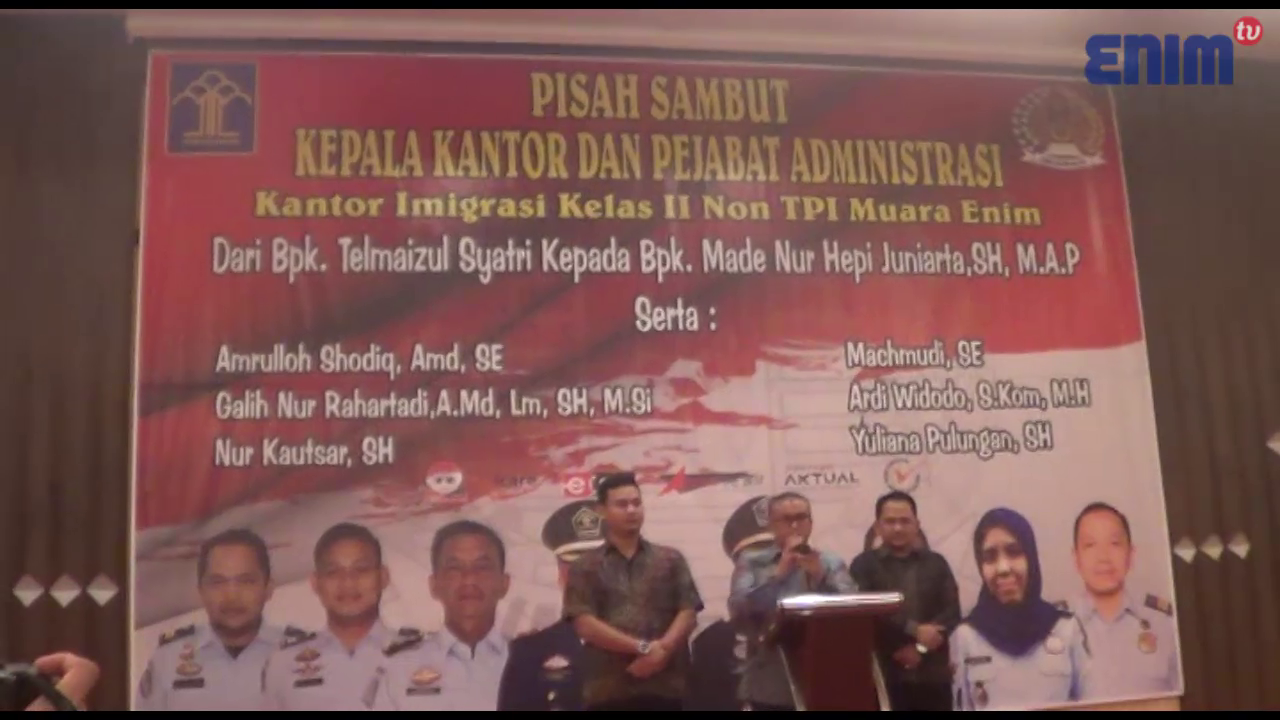 ENIM tv
PISAH SAMBUT
KEPALA KANTOR DAN PEJABAT ADMINISTRASI
Kantor Imigrasi Kelas II Non TPI Muara Enim
Dari Bpk. Telmaizul Syatri Kepada Bpk. Made Nur Hepi Juniarta,SH, M.A.P
Serta :
Amrulloh Shodiq, Amd, SE
Galih Nur Rahartadi,A.Md, Lm, SH, M.Si
Nur Kautsar, SH
Machmudi, SE
Ardi Widodo, S.Kom, M.H
Yuliana Pulungan, SH
AKTUAL